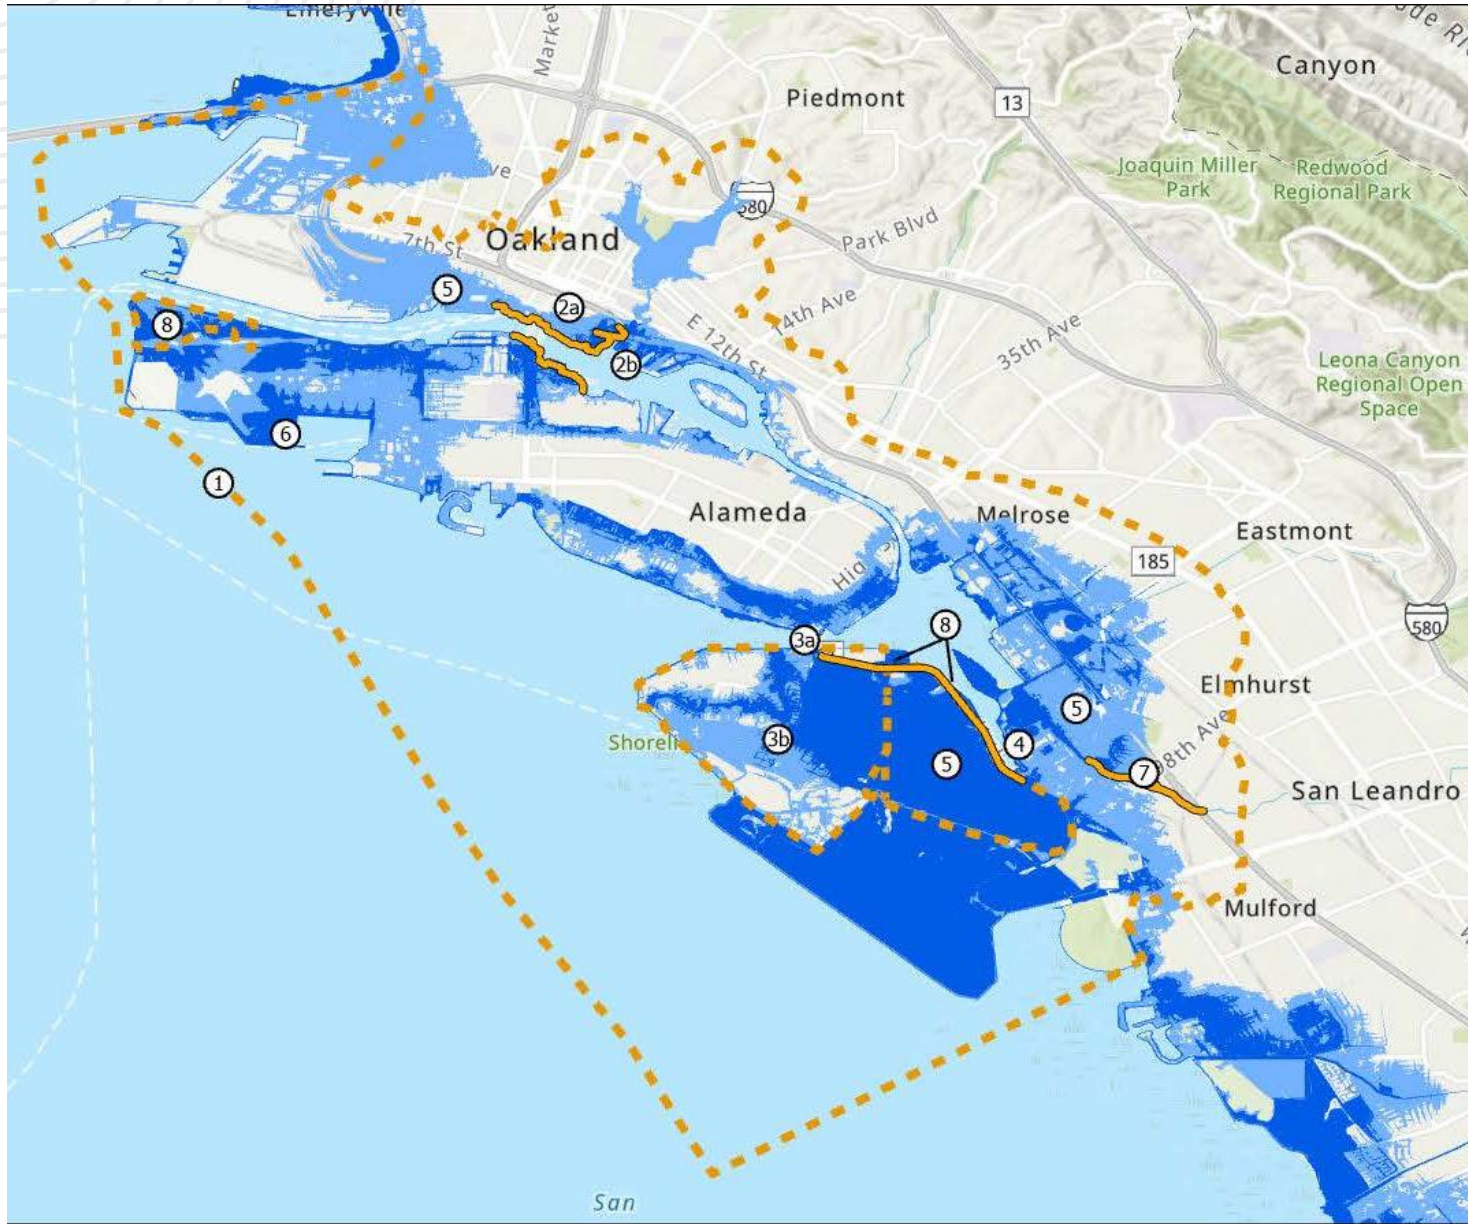 Emeryville
Market
Canyon
Piedmont
13
Joaquin Miller
Park
Redwood
Regional Park
580
ve
Park Blvd
7th St
Oakland
5
2a
14th Ave
E 12th St
35th Ave
8
2b
Leona Canyon
Regional Open
Space
6
1
Alameda
Melrose
Eastmont
185
580
3a
8
Elmhurst
5
3b
Shoreli
4
5
7
98th Ave
San Leandro
Mulford
San